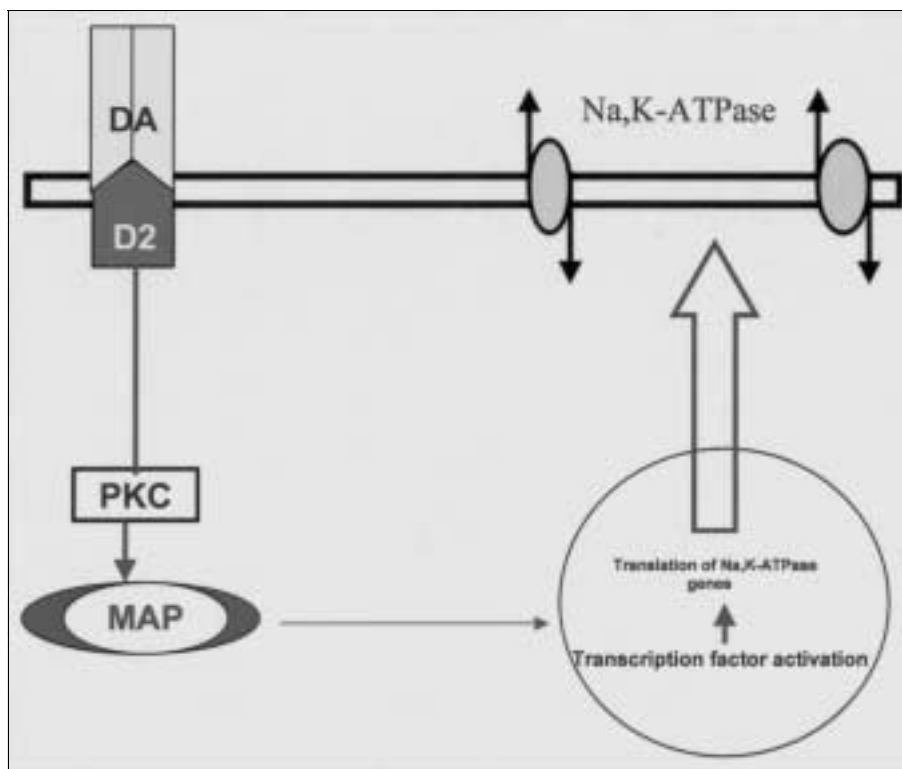 DA
Na,K-ATPase
D2
PKC
MAP
Translation of Na,K-ATPase
genes
Transcription factor activation